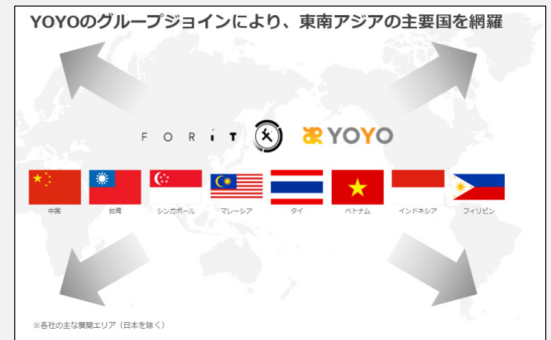 YOYOのグループジョインにより、東南アジアの主要国を網羅
FORIT YOYO
中国 台湾 シンガポール マレーシア タイ ベトナム インドネシア フィリピン
※各社の主な展開エリア（日本を除く）